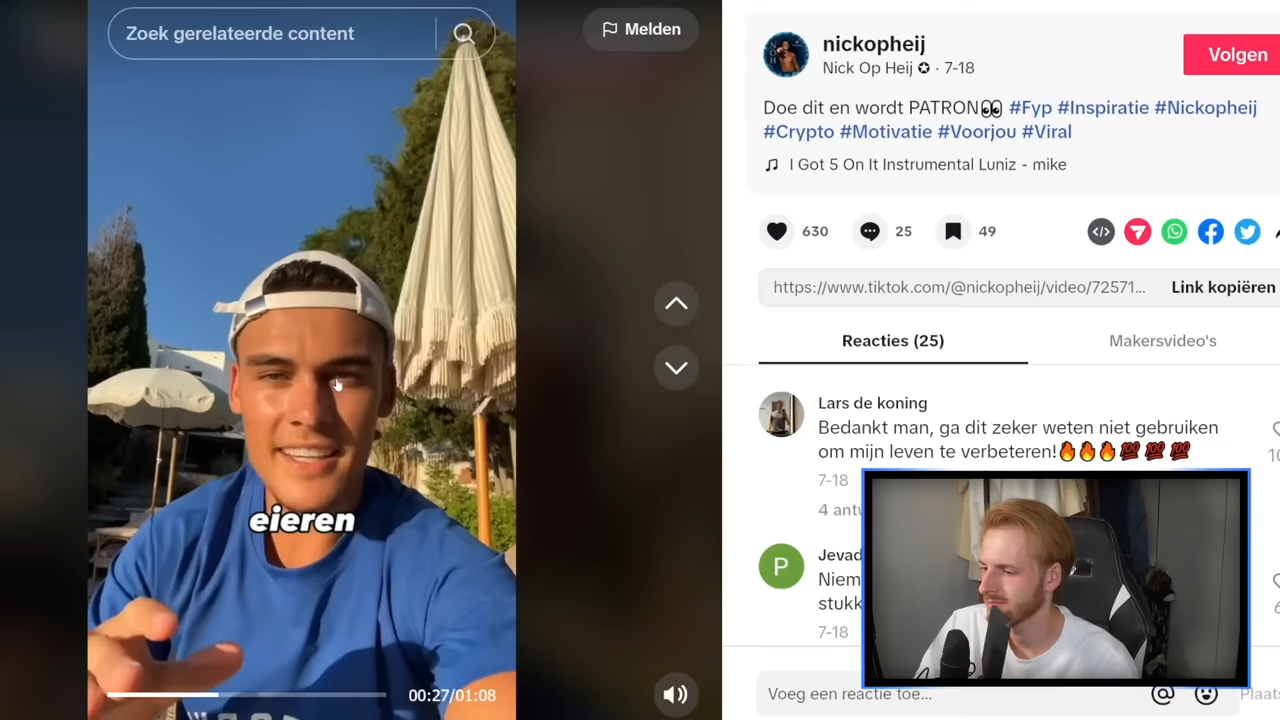 Zoek gerelateerde content
Melden
eieren
00:27/01:08
nickopheij
Nick Op Heij · 7-18
Volgen
Doe dit en wordt PATRON👀 #Fyp #Inspiratie #Nickopheij
#Crypto #Motivatie #Voorjou #Viral
I Got 5 On It Instrumental Luniz - mike
630
25
49
https://www.tiktok.com/@nickopheij/video/72571...
Link kopiëren
Reacties (25)
Makersvideo's
Lars de koning
Bedankt man, ga dit zeker weten niet gebruiken
om mijn leven te verbeteren!🔥🔥🔥💯💯💯
7-18
4
P
7-18
Voeg een reactie toe...